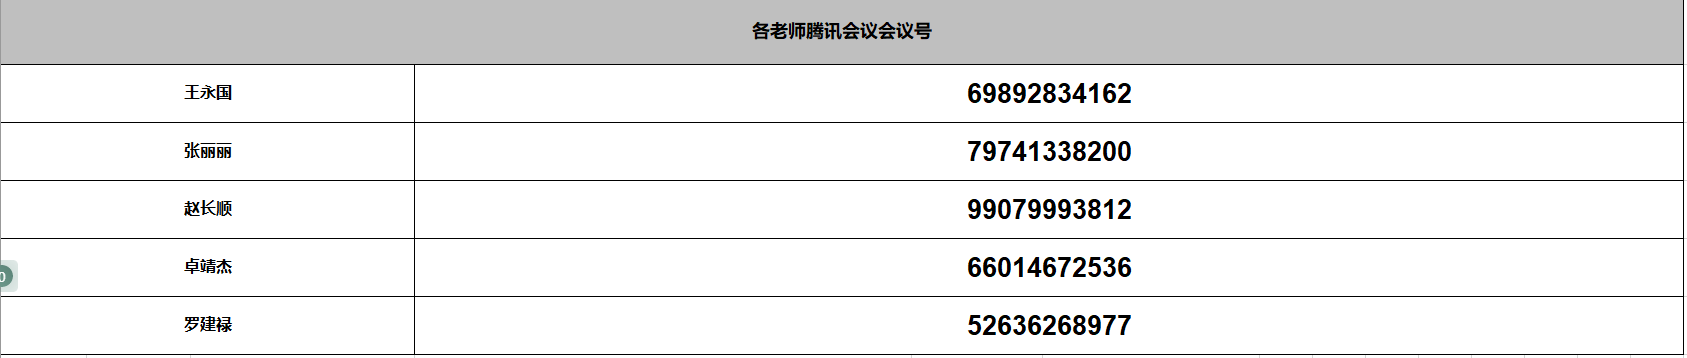 各老师腾讯会议会议号
王永国 69892834162
张丽丽 79741338200
赵长顺 99079993812
卓靖杰 66014672536
罗建禄 52636268977